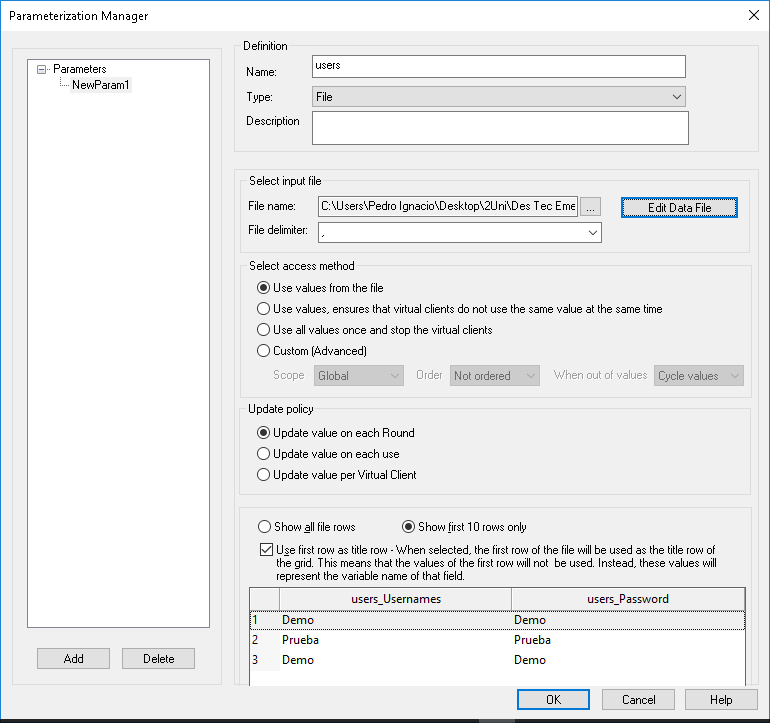 Parameterization Manager
Parameters
NewParam1
Add
Delete
Definition
Name:
users
Type:
File
Description
Select input file
File name:
C:\Users\Pedro Ignacio\Desktop\2Uni\Des Tec Eme
...
Edit Data File
File delimiter:
,
Select access method
Use values from the file
Use values, ensures that virtual clients do not use the same value at the same time
Use all values once and stop the virtual clients
Custom (Advanced)
Scope
Global
Order
Not ordered
When out of values
Cycle values
Update policy
Update value on each Round
Update value on each use
Update value per Virtual Client
Show all file rows
Show first 10 rows only
Use first row as title row - When selected, the first row of the file will be used as the title row of
the grid. This means that the values of the first row will not be used. Instead, these values will
represent the variable name of that field.
users_Usernames users_Password
1 Demo Demo
2 Prueba Prueba
3 Demo Demo
OK
Cancel
Help